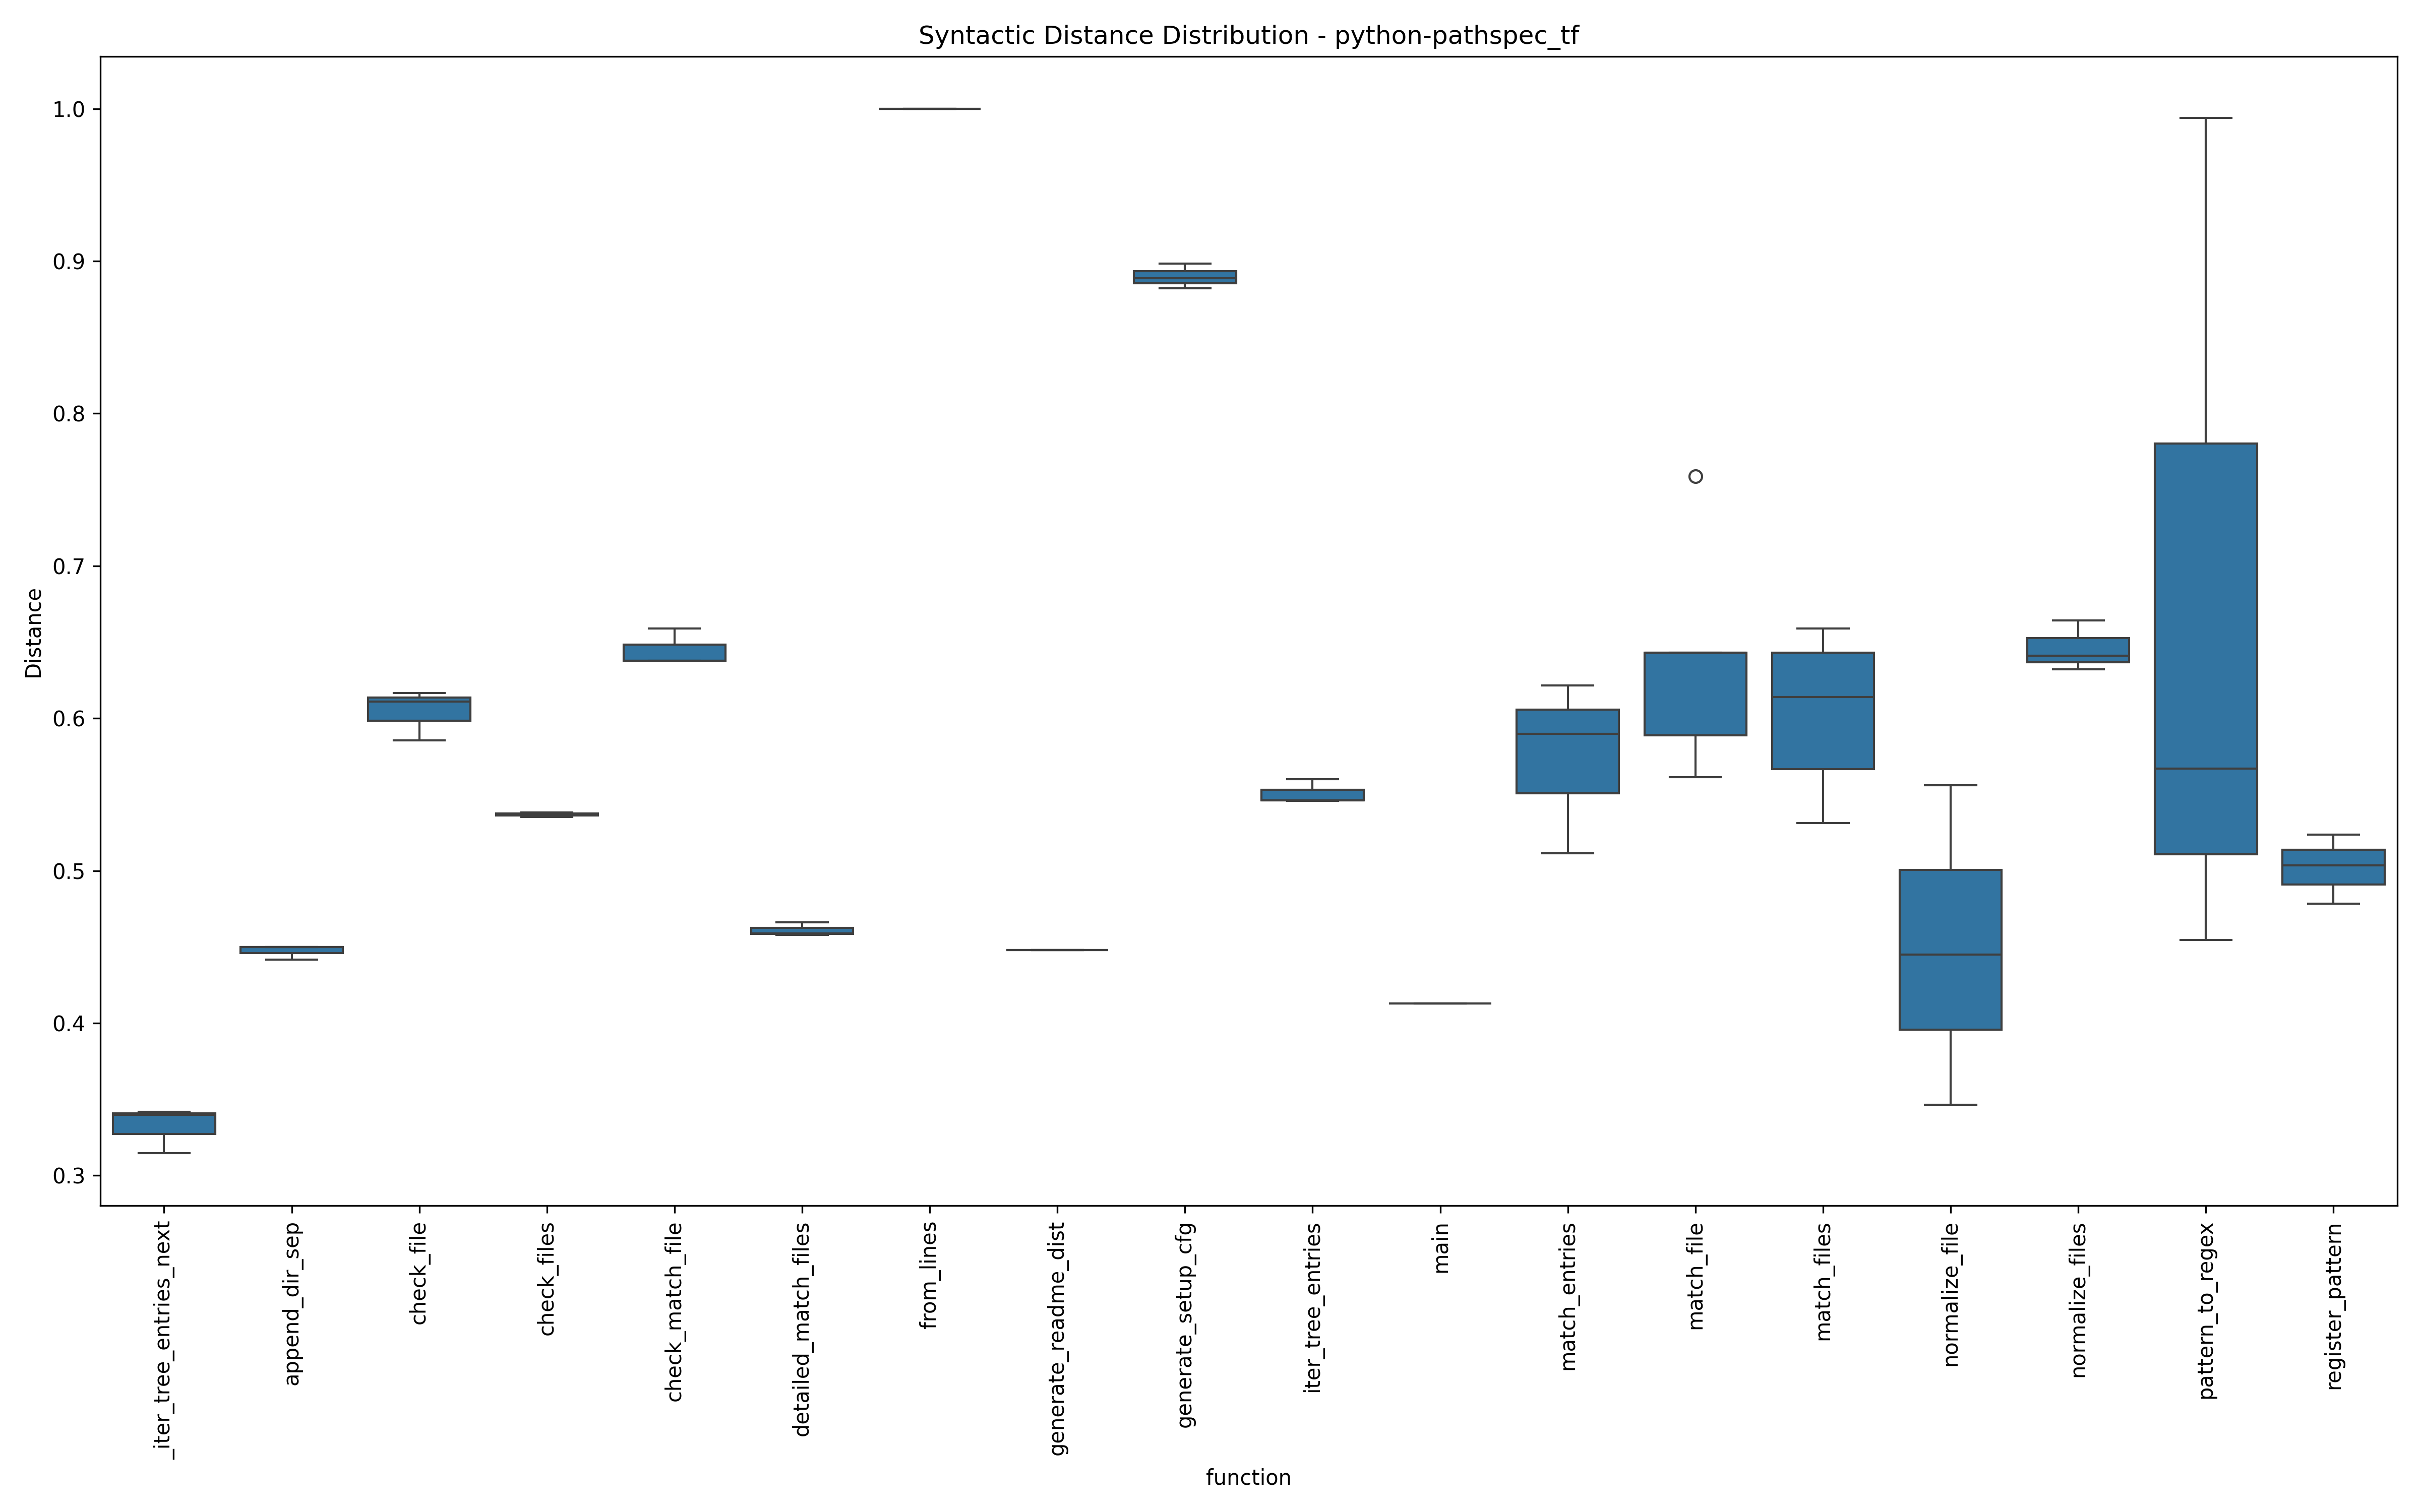 Syntactic Distance Distribution - python-pathspec_tf
1.0
0.9
0.8
0.7
0.6
0.5
0.4
0.3
Distance
_iter_tree_entries_next
append_dir_sep
check_file
check_files
check_match_file
detailed_match_files
from_lines
generate_readme_dist
generate_setup_cfg
iter_tree_entries
main
match_entries
match_file
match_files
normalize_file
normalize_files
pattern_to_regex
register_pattern
function